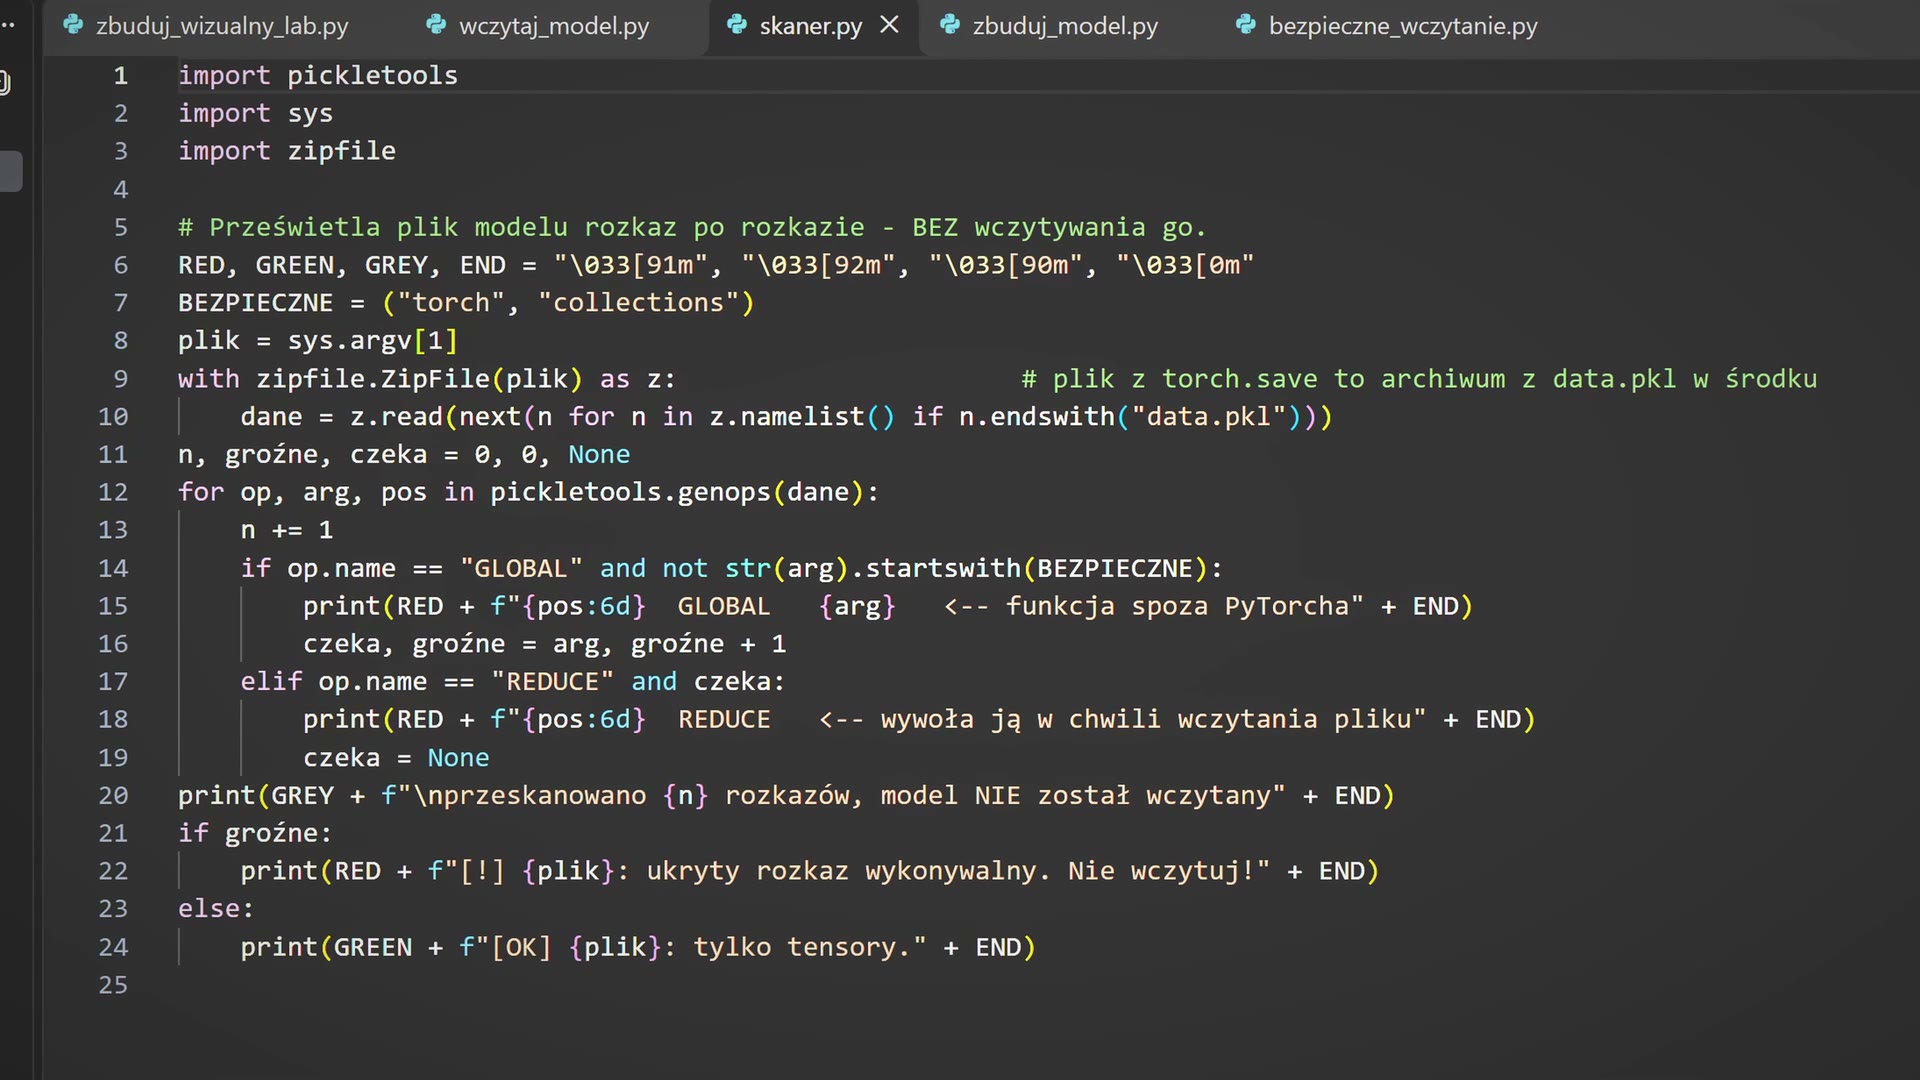 zbuduj_wizualny_lab.py wczytaj_model.py skaner.py zbuduj_model.py bezpieczne_wczytanie.py
1 import pickletools
2 import sys
3 import zipfile
4
5 # Prześwietla plik modelu rozkaz po rozkazie - BEZ wczytywania go.
6 RED, GREEN, GREY, END = "\033[91m", "\033[92m", "\033[90m", "\033[0m"
7 BEZPIECZNE = ("torch", "collections")
8 plik = sys.argv[1]
9 with zipfile.ZipFile(plik) as z: # plik z torch.save to archiwum z data.pkl w środku
10 dane = z.read(next(n for n in z.namelist() if n.endswith("data.pkl")))
11 n, groźne, czeka = 0, 0, None
12 for op, arg, pos in pickletools.genops(dane):
13 n += 1
14 if op.name == "GLOBAL" and not str(arg).startswith(BEZPIECZNE):
15 print(RED + f"{pos:6d} GLOBAL {arg} <-- funkcja spoza PyTorcha" + END)
16 czeka, groźne = arg, groźne + 1
17 elif op.name == "REDUCE" and czeka:
18 print(RED + f"{pos:6d} REDUCE <-- wywoła ją w chwili wczytania pliku" + END)
19 czeka = None
20 print(GREY + f"\nprzeskanowano {n} rozkazów, model NIE został wczytany" + END)
21 if groźne:
22 print(RED + f"[!] {plik}: ukryty rozkaz wykonywalny. Nie wczytuj!" + END)
23 else:
24 print(GREEN + f"[OK] {plik}: tylko tensory." + END)
25